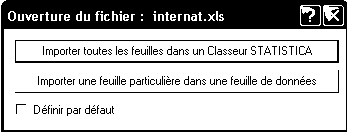 Ouverture du fichier : internat.xls
Importer toutes les feuilles dans un Classeur STATISTICA
Importer une feuille particulière dans une feuille de données
Définir par défaut